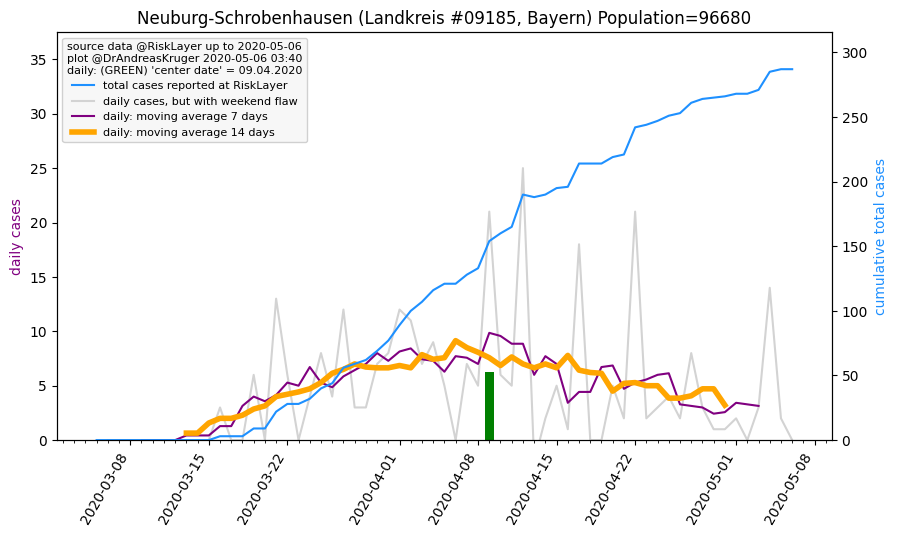 Neuburg-Schrobenhausen (Landkreis #09185, Bayern) Population=96680
source data @RiskLayer up to 2020-05-06
plot @DrAndreasKruger 2020-05-06 03:40
daily: (GREEN) 'center date' = 09.04.2020
total cases reported at RiskLayer
daily cases, but with weekend flaw
daily: moving average 7 days
daily: moving average 14 days
daily cases
35
30
25
20
15
10
5
0
cumulative total cases
300
250
200
150
100
50
0
2020-03-08
2020-03-15
2020-03-22
2020-04-01
2020-04-08
2020-04-15
2020-04-22
2020-05-01
2020-05-08